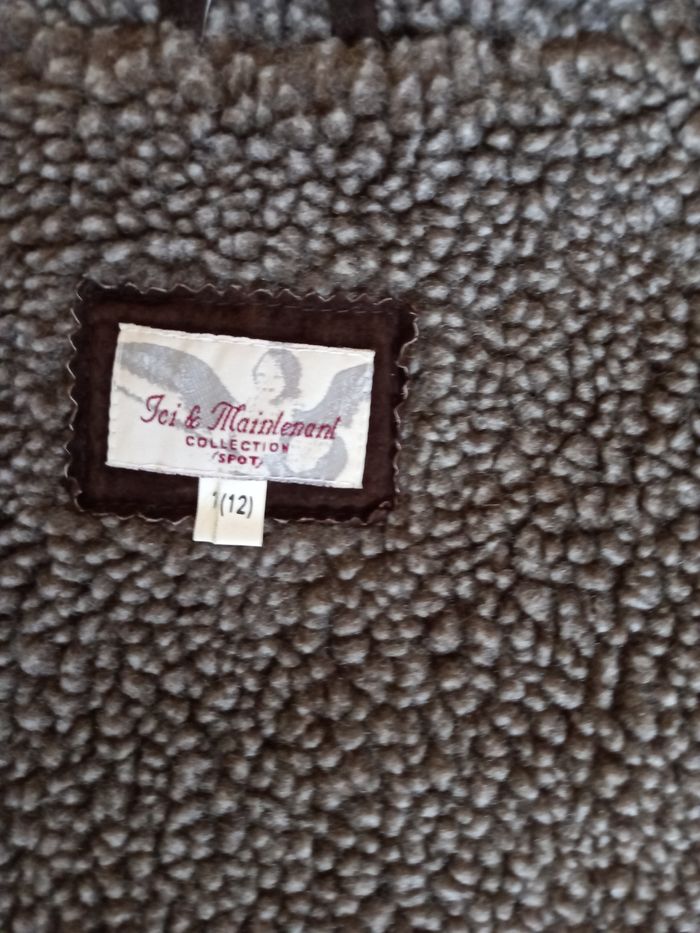 Ici & Maintenant
COLLECTION
(SPOT)
1(12)